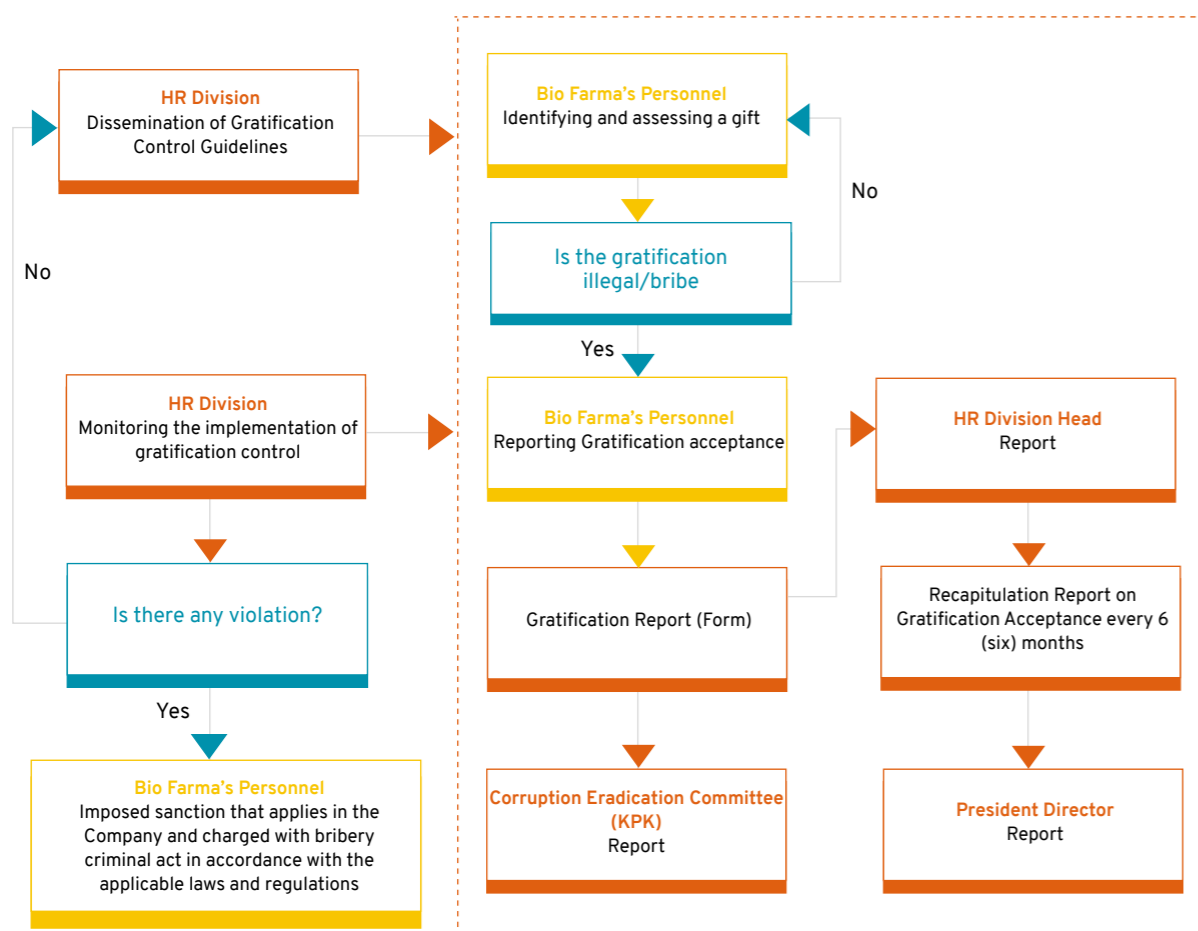 HR Division
Dissemination of Gratification
Control Guidelines
Bio Farma's Personnel
Identifying and assessing a gift
No
Is the gratification
illegal/bribe
No
Yes
HR Division
Monitoring the implementation of
gratification control
Bio Farma's Personnel
Reporting Gratification acceptance
HR Division Head
Report
Is there any violation?
Gratification Report (Form)
Recapitulation Report on
Gratification Acceptance every 6
(six) months
Yes
Bio Farma's Personnel
Imposed sanction that applies in the
Company and charged with bribery
criminal act in accordance with the
applicable laws and regulations
Corruption Eradication Committee
(KPK)
Report
President Director
Report